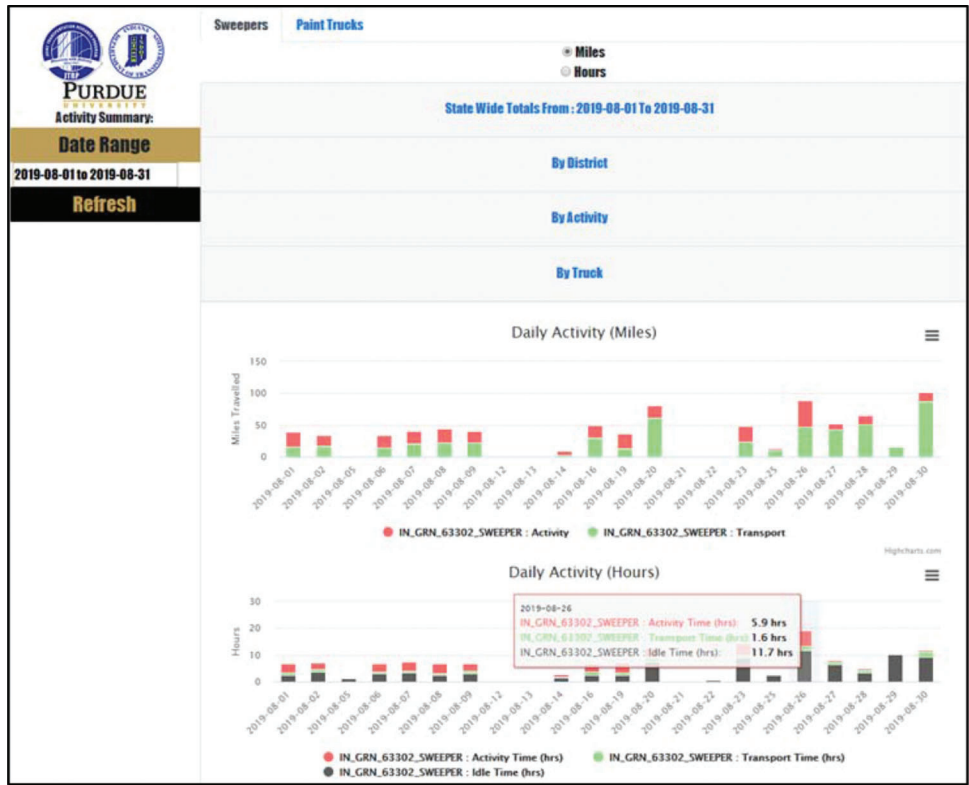 Sweepers Paint Trucks
Miles
Hours
JTRP
PURDUE
UNIVERSITY
Activity Summary:
Date Range
2019-08-01 to 2019-08-31
Refresh
State Wide Totals From : 2019-08-01 To 2019-08-31
By District
By Activity
By Truck
Daily Activity (Miles)
Miles Travelled
150
100
50
0
2019-08-01 2019-08-02 2019-08-05 2019-08-06 2019-08-07 2019-08-08 2019-08-09 2019-08-12 2019-08-13 2019-08-14 2019-08-16 2019-08-19 2019-08-20 2019-08-21 2019-08-22 2019-08-23 2019-08-25 2019-08-26 2019-08-27 2019-08-28 2019-08-29 2019-08-30
IN_GRN_63302_SWEEPER : Activity IN_GRN_63302_SWEEPER : Transport
Highcharts.com
Daily Activity (Hours)
Hours
30
20
10
0
2019-08-26
IN_GRN_63302_SWEEPER : Activity Time (hrs): 5.9 hrs
IN_GRN_63302_SWEEPER : Transport Time (hrs): 1.6 hrs
IN_GRN_63302_SWEEPER : Idle Time (hrs): 11.7 hrs
2019-08-01 2019-08-02 2019-08-05 2019-08-06 2019-08-07 2019-08-08 2019-08-09 2019-08-12 2019-08-13 2019-08-14 2019-08-16 2019-08-19 2019-08-20 2019-08-21 2019-08-22 2019-08-23 2019-08-25 2019-08-26 2019-08-27 2019-08-28 2019-08-29 2019-08-30
IN_GRN_63302_SWEEPER : Activity Time (hrs) IN_GRN_63302_SWEEPER : Transport Time (hrs)
IN_GRN_63302_SWEEPER : Idle Time (hrs)